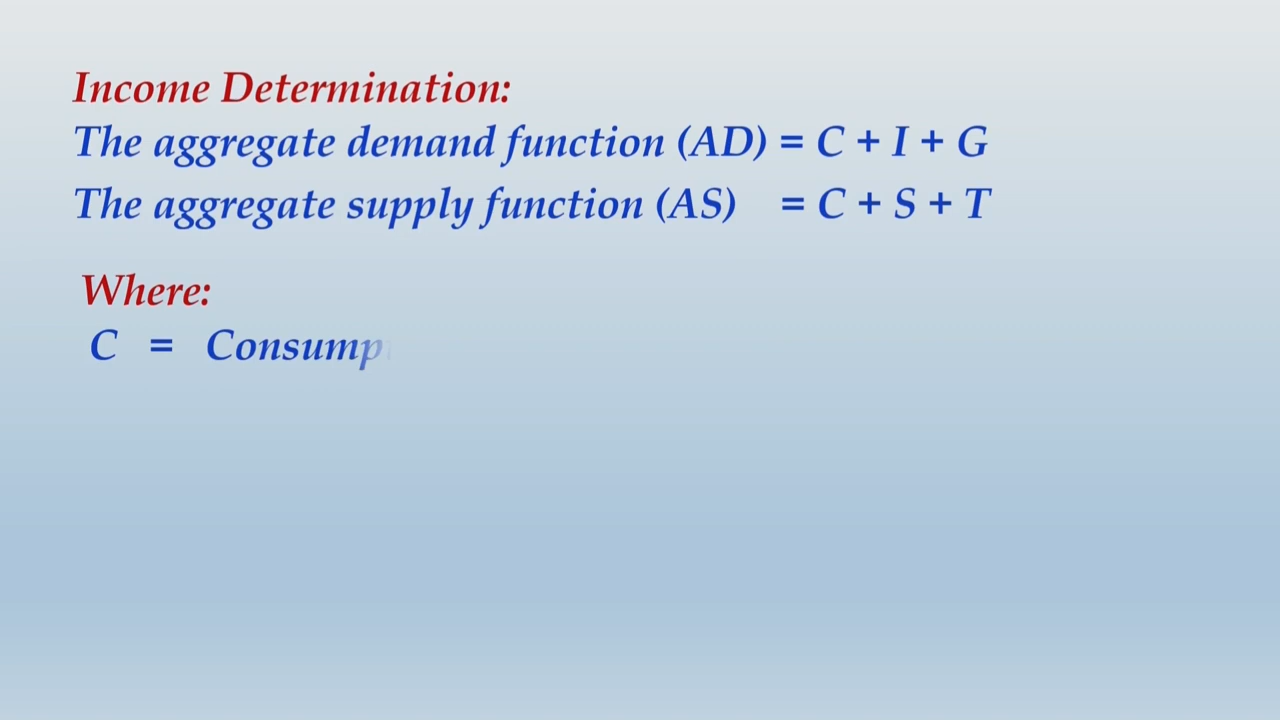 Income Determination:
The aggregate demand function (AD) = C + I + G
The aggregate supply function (AS) = C + S + T
Where:
C = Consump